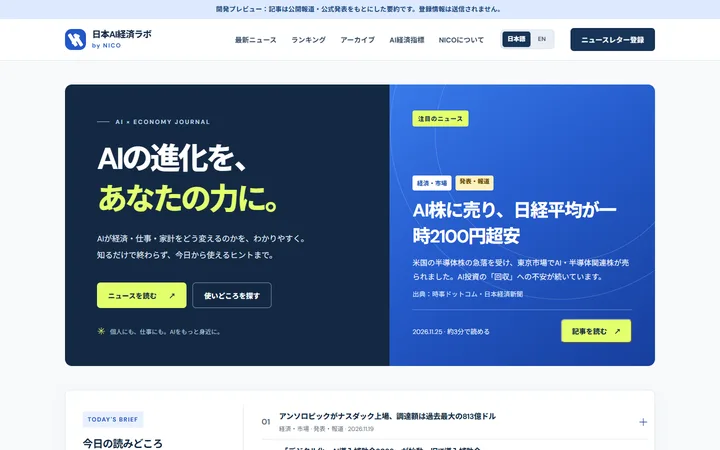 開発プレビュー：記事は公開報道・公式発表をもとにした要約です。登録情報は送信されません。
日本AI経済ラボ
by NICO
最新ニュース
ランキング
アーカイブ
AI経済指標
NICOについて
日本語
EN
ニュースレター登録
AI × ECONOMY JOURNAL
AIの進化を、
あなたの力に。
AIが経済・仕事・家計をどう変えるのかを、わかりやすく。
知るだけで終わらず、今日から使えるヒントまで。
ニュースを読む ↗
使いどころを探す
✳ 個人にも、仕事にも。AIをもっと身近に。
注目のニュース
経済・市場
発表・報道
AI株に売り、日経平均が一
時2100円超安
米国の半導体株の急落を受け、東京市場でAI・半導体関連株が売
られました。AI投資の「回収」への不安が続いています。
出典：時事ドットコム・日本経済新聞
2026.11.25 · 約3分で読める
記事を読む ↗
TODAY'S BRIEF
今日の読みどころ
01
アンソロピックがナスダック上場、調達額は過去最大の813億ドル
経済・市場 · 発表・報道 · 2026.11.19